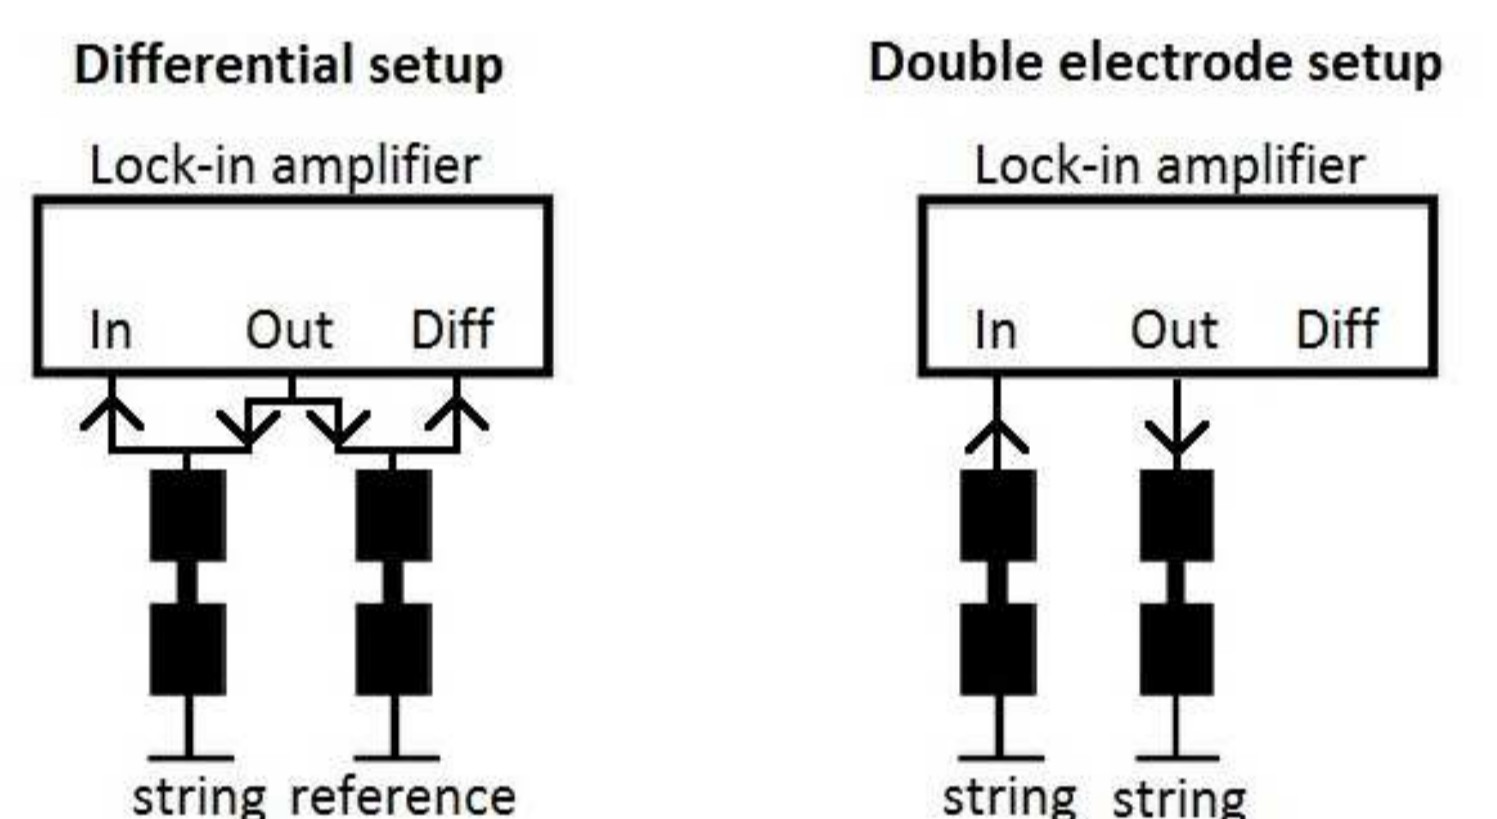 Differential setup
Double electrode setup
Lock-in amplifier
Lock-in amplifier
In Out Diff
In Out Diff
string reference
string string